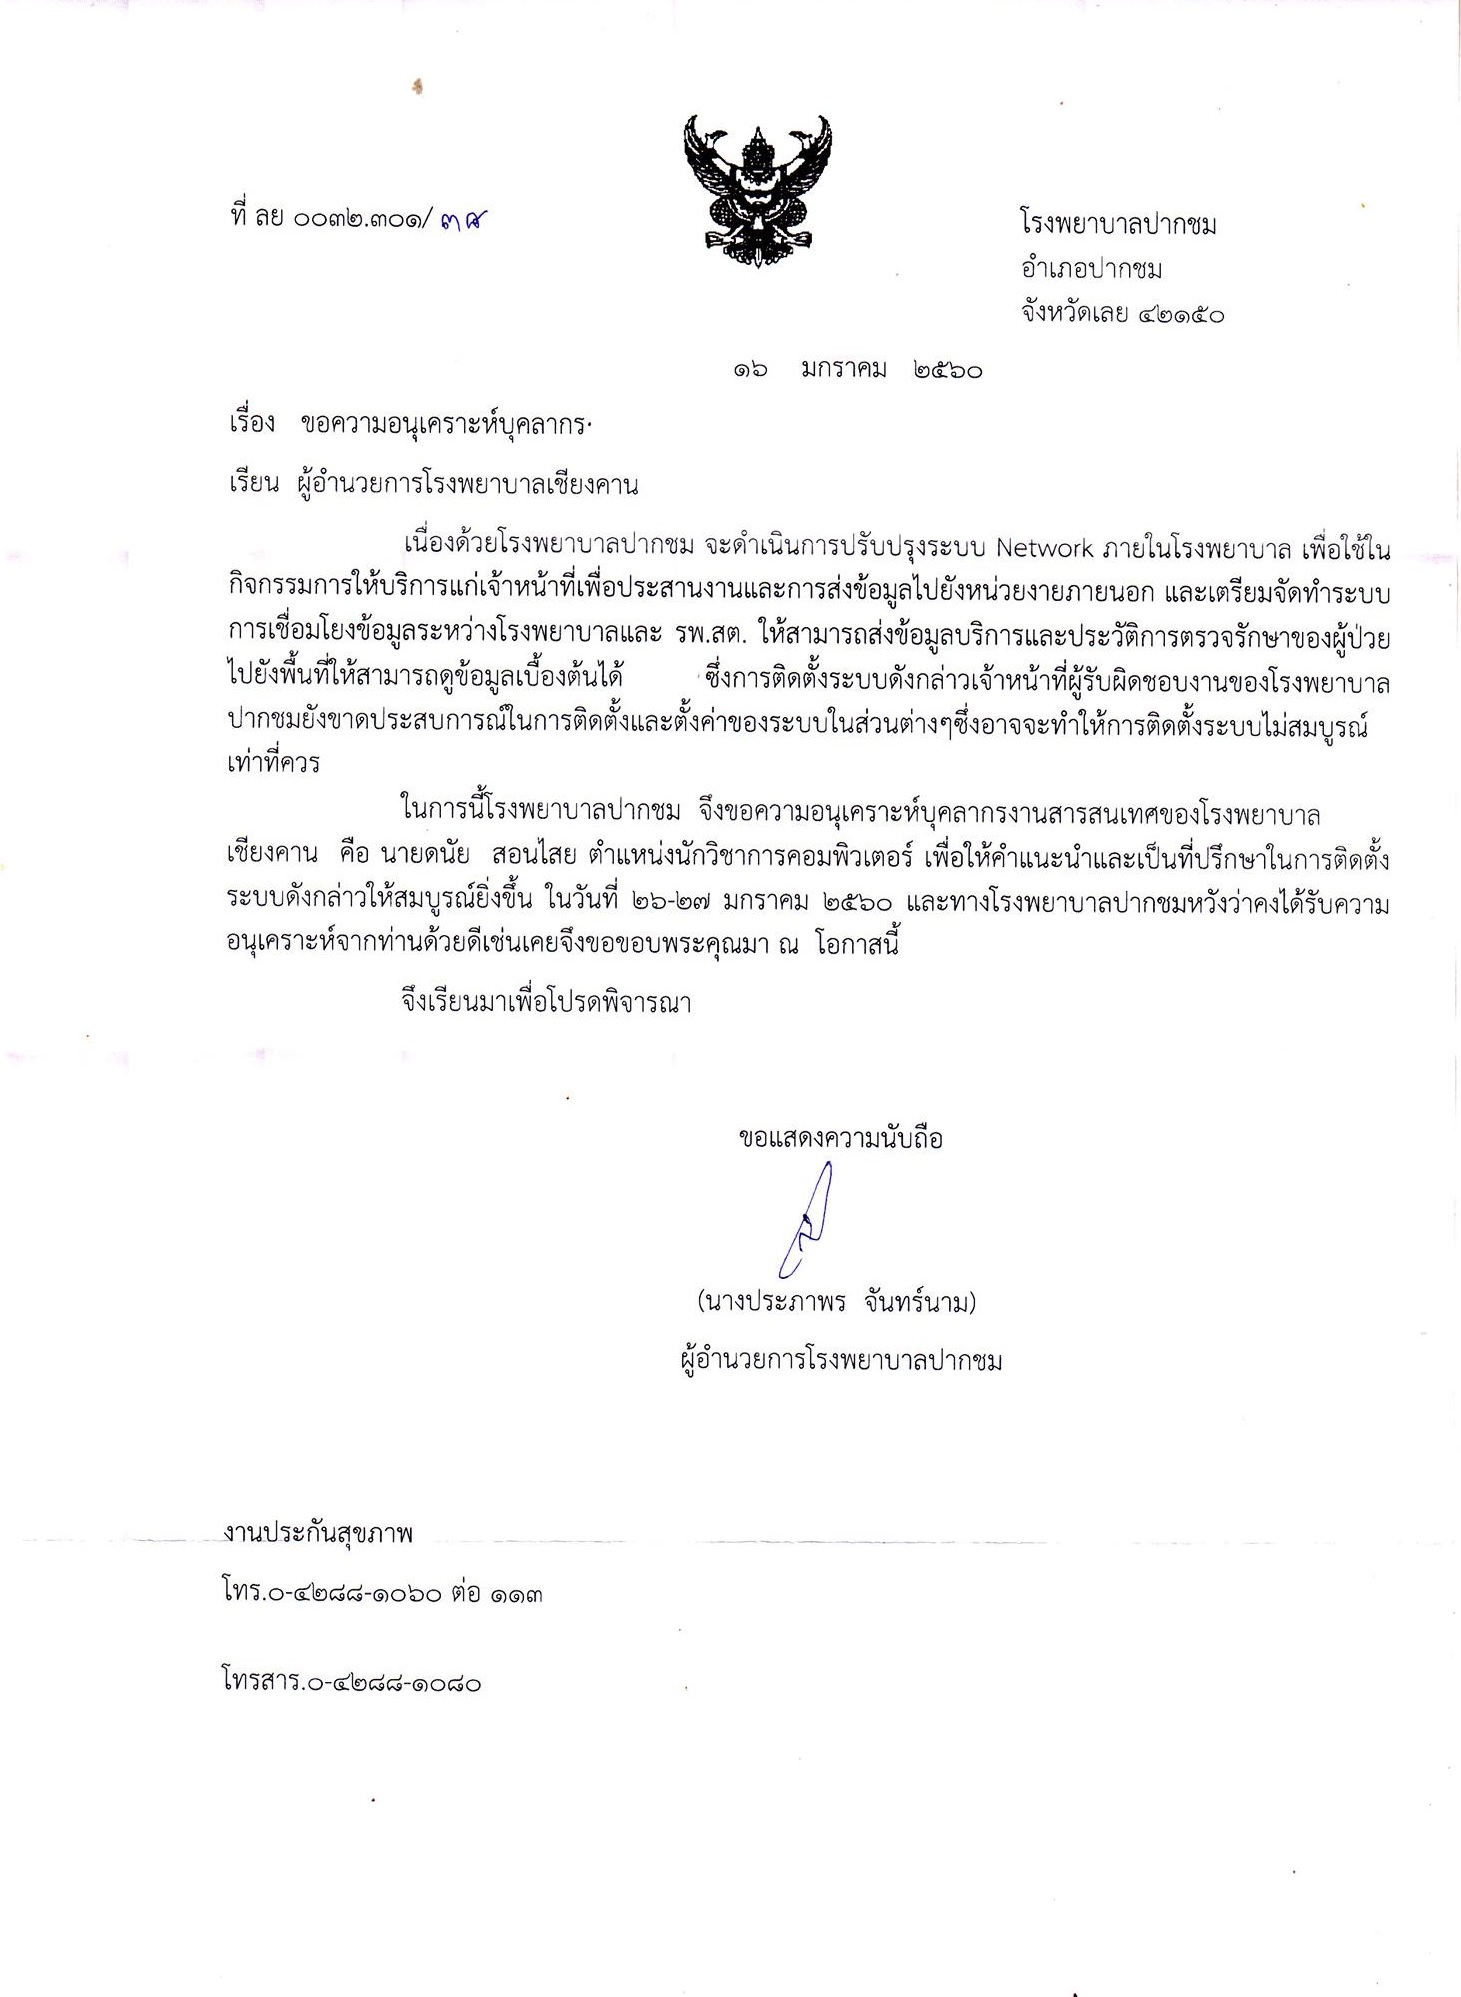 ที่ ลย ๐๐๓๒.๓๐๑/
โรงพยาบาลปากชม
อำเภอปากชม
จังหวัดเลย ๔๒๑๕๐
๑๖ มกราคม ๒๕๖๐
เรื่อง ขอความอนุเคราะห์บุคลากร
เรียน ผู้อำนวยการโรงพยาบาลเชียงคาน
เนื่องด้วยโรงพยาบาลปากชม จะดำเนินการปรับปรุงระบบ Network ภายในโรงพยาบาล เพื่อใช้ใน
กิจกรรมการให้บริการแก่เจ้าหน้าที่เพื่อประสานงานและการส่งข้อมูลไปยังหน่วยงายภายนอก และเตรียมจัดทำระบบ
การเชื่อมโยงข้อมูลระหว่างโรงพยาบาลและ รพ.สต. ให้สามารถส่งข้อมูลบริการและประวัติการตรวจรักษาของผู้ป่วย
ไปยังพื้นที่ให้สามารถดูข้อมูลเบื้องต้นได้ ซึ่งการติดตั้งระบบดังกล่าวเจ้าหน้าที่ผู้รับผิดชอบงานของโรงพยาบาล
ปากชมยังขาดประสบการณ์ในการติดตั้งและตั้งค่าของระบบในส่วนต่างๆซึ่งอาจจะทำให้การติดตั้งระบบไม่สมบูรณ์
เท่าที่ควร
ในการนี้โรงพยาบาลปากชม จึงขอความอนุเคราะห์บุคลากรงานสารสนเทศของโรงพยาบาล
เชียงคาน คือ นายดนัย สอนไสย ตำแหน่งนักวิชาการคอมพิวเตอร์ เพื่อให้คำแนะนำและเป็นที่ปรึกษาในการติดตั้ง
ระบบดังกล่าวให้สมบูรณ์ยิ่งขึ้น ในวันที่ ๒๖-๒๗ มกราคม ๒๕๖๐ และทางโรงพยาบาลปากชมหวังว่าคงได้รับความ
อนุเคราะห์จากท่านด้วยดีเช่นเคยจึงขอขอบพระคุณมา ณ โอกาสนี้
จึงเรียนมาเพื่อโปรดพิจารณา
ขอแสดงความนับถือ
(นางประภาพร จันทร์นาม)
ผู้อำนวยการโรงพยาบาลปากชม
งานประกันสุขภาพ
โทร.๐-๔๒๘๘-๑๐๖๐ ต่อ ๑๑๓
โทรสาร.๐-๔๒๘๘-๑๐๘๐